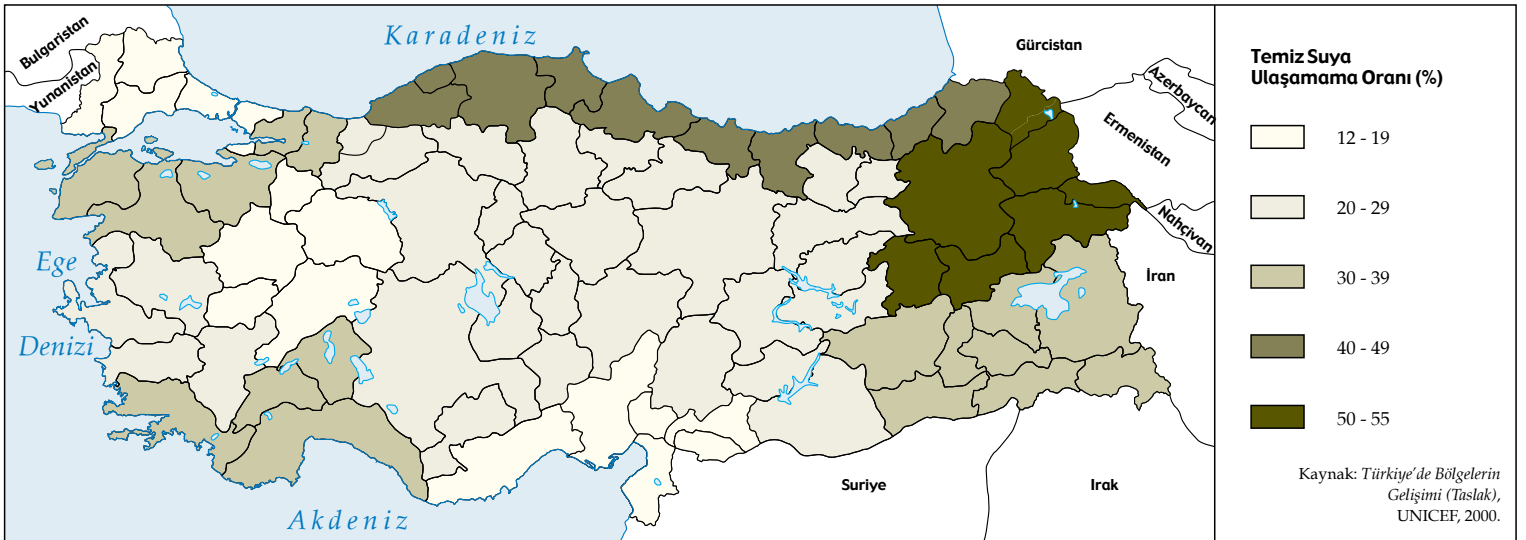 Bulgaristan
Yunanistan
Karadeniz
Gürcistan
Azerbaycan
Ermenistan
Nahçivan
İran
Ege
Denizi
Akdeniz
Suriye
Irak
Temiz Suya
Ulaşamama Oranı (%)
12 - 19
20 - 29
30 - 39
40 - 49
50 - 55
Kaynak: Türkiye'de Bölgelerin
Gelişimi (Taslak),
UNICEF, 2000.